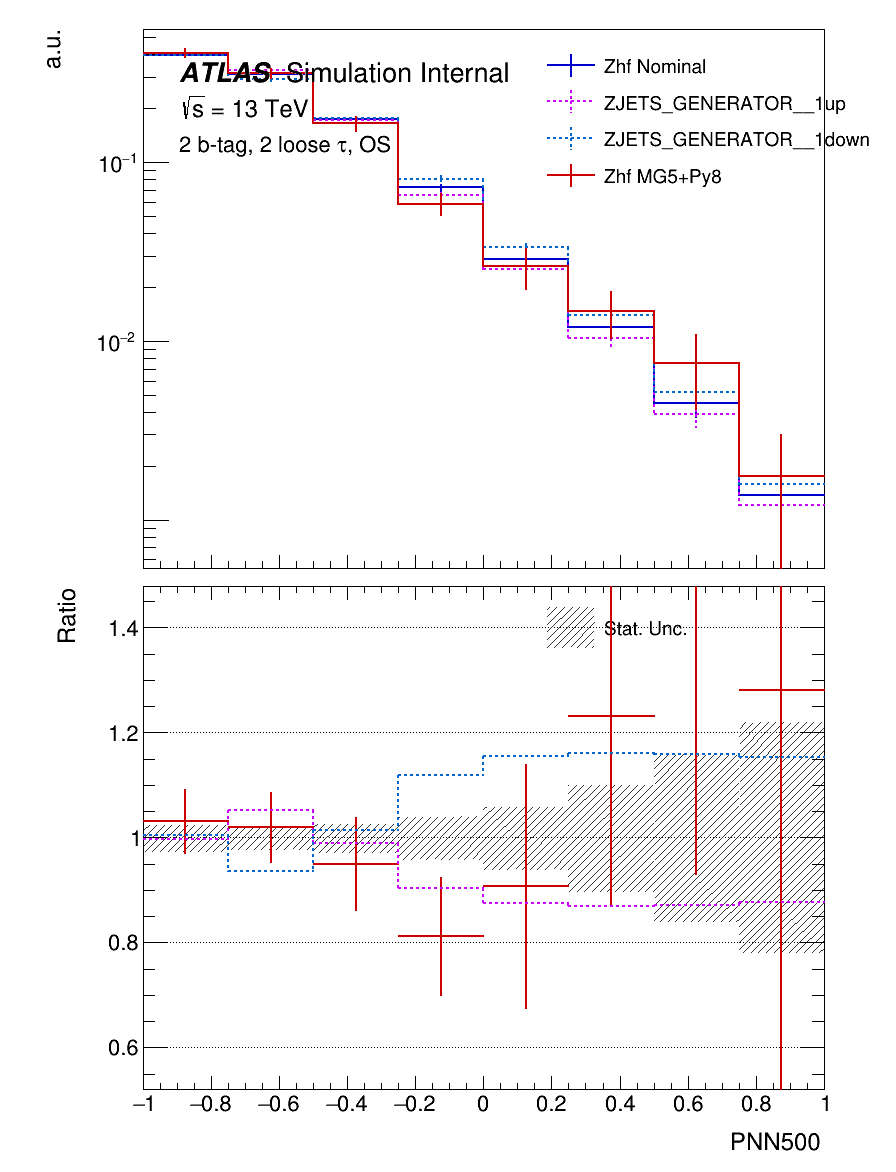 a.u.
ATLAS Simulation Internal
√s = 13 TeV
2 b-tag, 2 loose τ, OS
Zhf Nominal
ZJETS_GENERATOR__1up
ZJETS_GENERATOR__1down
Zhf MG5+Py8
10⁻¹
10⁻²
Ratio
Stat. Unc.
1.4
1.2
1
0.8
0.6
−1 −0.8 −0.6 −0.4 −0.2 0 0.2 0.4 0.6 0.8 1
PNN500